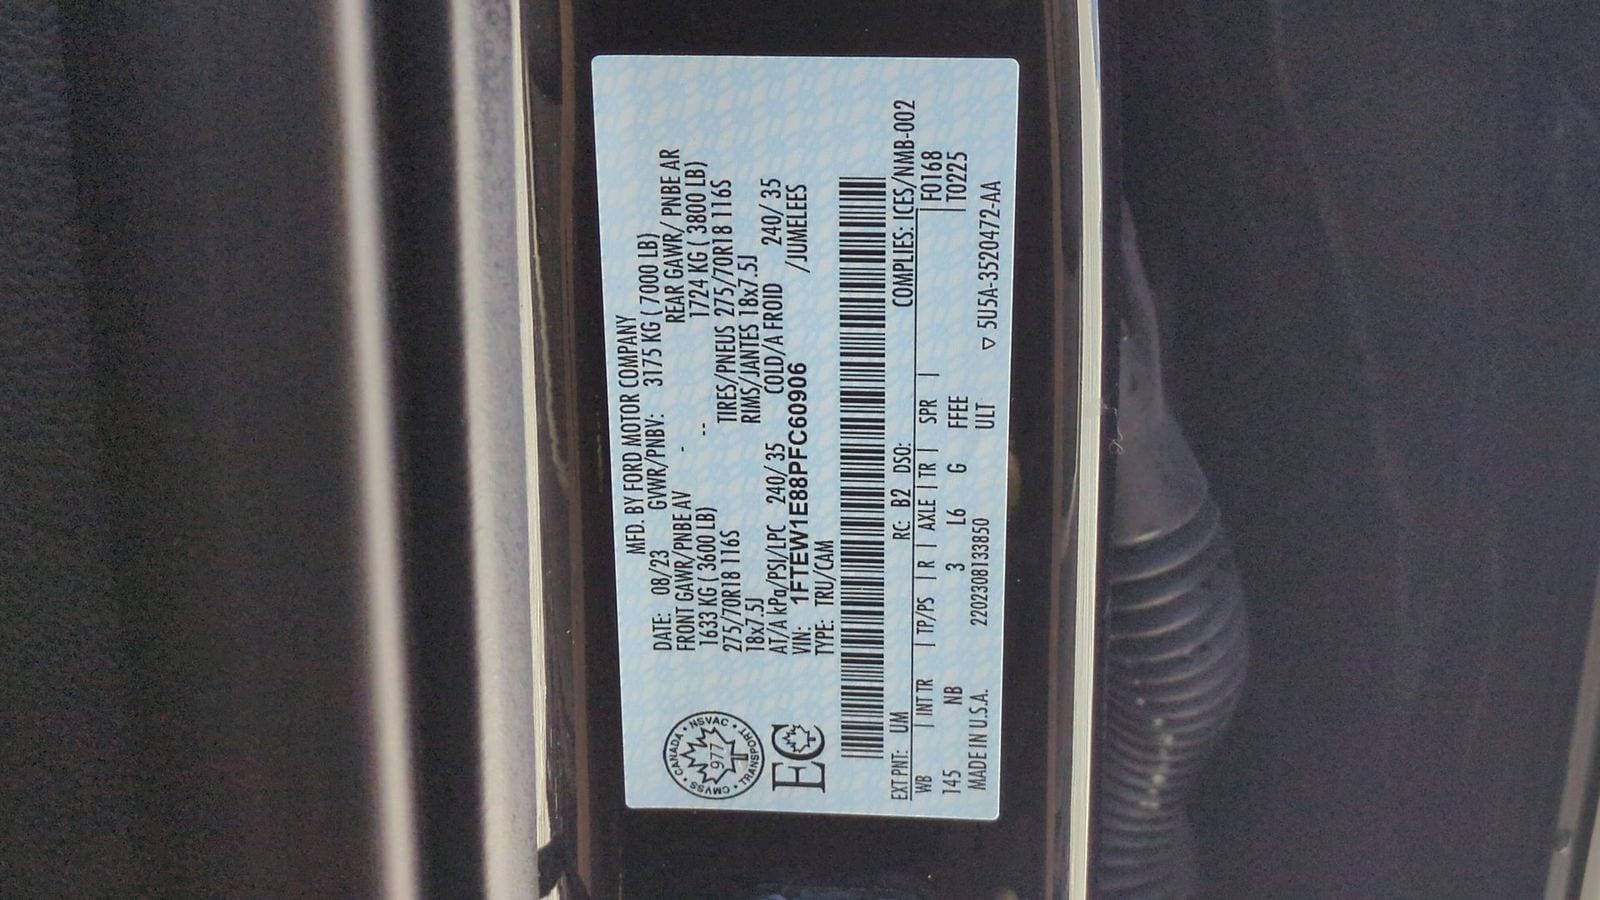 MFD. BY FORD MOTOR COMPANY
DATE: 08/23 GVWR/PNBV: 3175 KG ( 7000 LB)
FRONT GAWR/PNBE AV - REAR GAWR/ PNBE AR
1633 KG ( 3600 LB) -- 1724 KG ( 3800 LB)
275/70R18 116S TIRES/PNEUS 275/70R18 116S
18x7.5J RIMS/JANTES 18x7.5J
AT/A kPa/PSI/LPC 240/ 35 COLD/A FROID 240/ 35
VIN: 1FTEW1E88PFC60906 /JUMELEES
TYPE: TRU/CAM
CANADA • NSVAC • TRANSPORT • CMVSS •
977
EC
EXT PNT: UM RC: B2 DSO: COMPLIES: ICES/NMB-002
WB | INT TR | TP/PS | R | AXLE | TR | SPR | F0168
145 NB 3 L6 G FFEE T0225
MADE IN U.S.A. 2202308133850 ULT ▽ 5U5A-3520472-AA